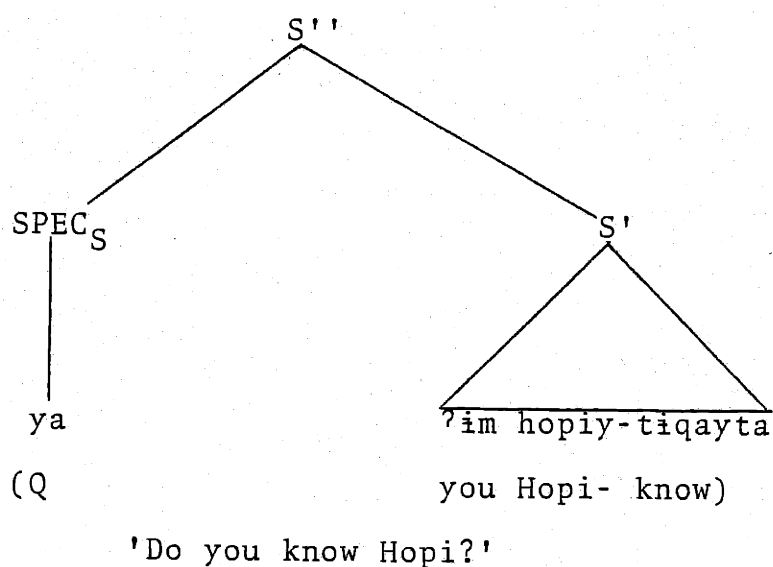 S''
SPECS S'
ya ʔɨm hopiy-tɨqayta
(Q you Hopi- know)
'Do you know Hopi?'